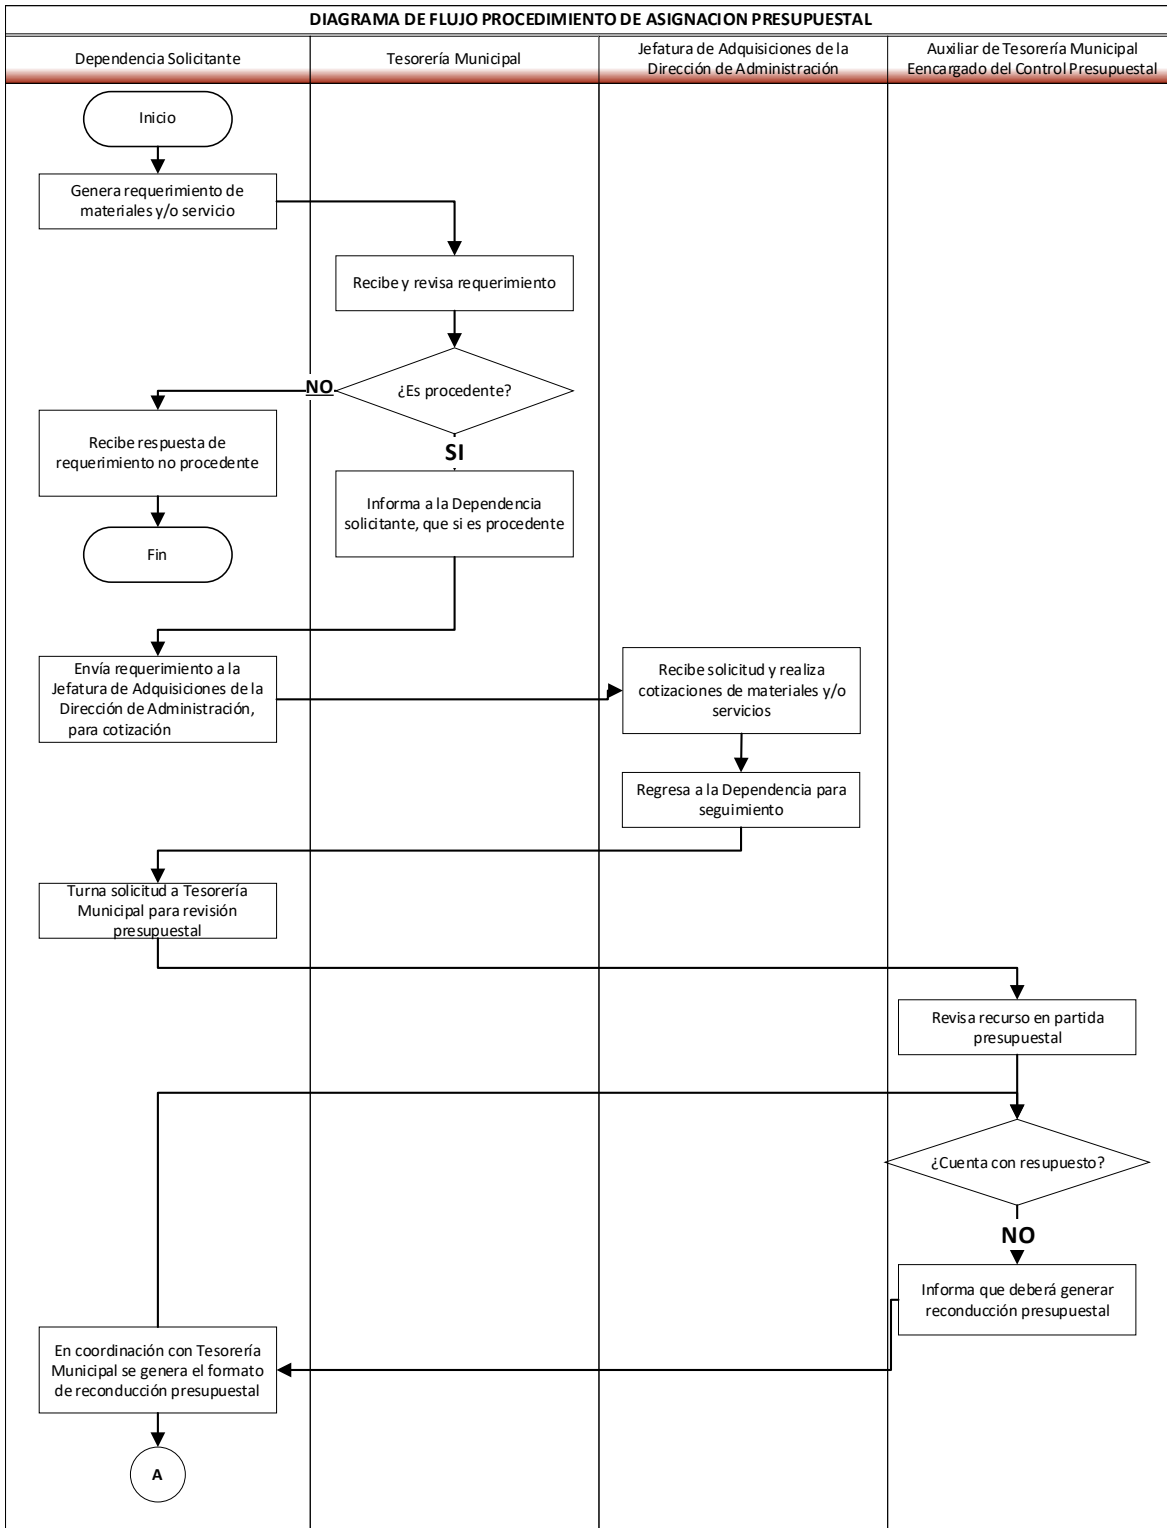 DIAGRAMA DE FLUJO PROCEDIMIENTO DE ASIGNACION PRESUPUESTAL
Dependencia Solicitante
Tesorería Municipal
Jefatura de Adquisiciones de la
Dirección de Administración
Auxiliar de Tesorería Municipal
Eencargado del Control Presupuestal
Inicio
Genera requerimiento de
materiales y/o servicio
Recibe y revisa requerimiento
¿Es procedente?
NO
Recibe respuesta de
requerimiento no procedente
SI
Informa a la Dependencia
solicitante, que si es procedente
Fin
Envía requerimiento a la
Jefatura de Adquisiciones de la
Dirección de Administración,
para cotización
Recibe solicitud y realiza
cotizaciones de materiales y/o
servicios
Regresa a la Dependencia para
seguimiento
Turna solicitud a Tesorería
Municipal para revisión
presupuestal
Revisa recurso en partida
presupuestal
¿Cuenta con resupuesto?
NO
Informa que deberá generar
reconducción presupuestal
En coordinación con Tesorería
Municipal se genera el formato
de reconducción presupuestal
A